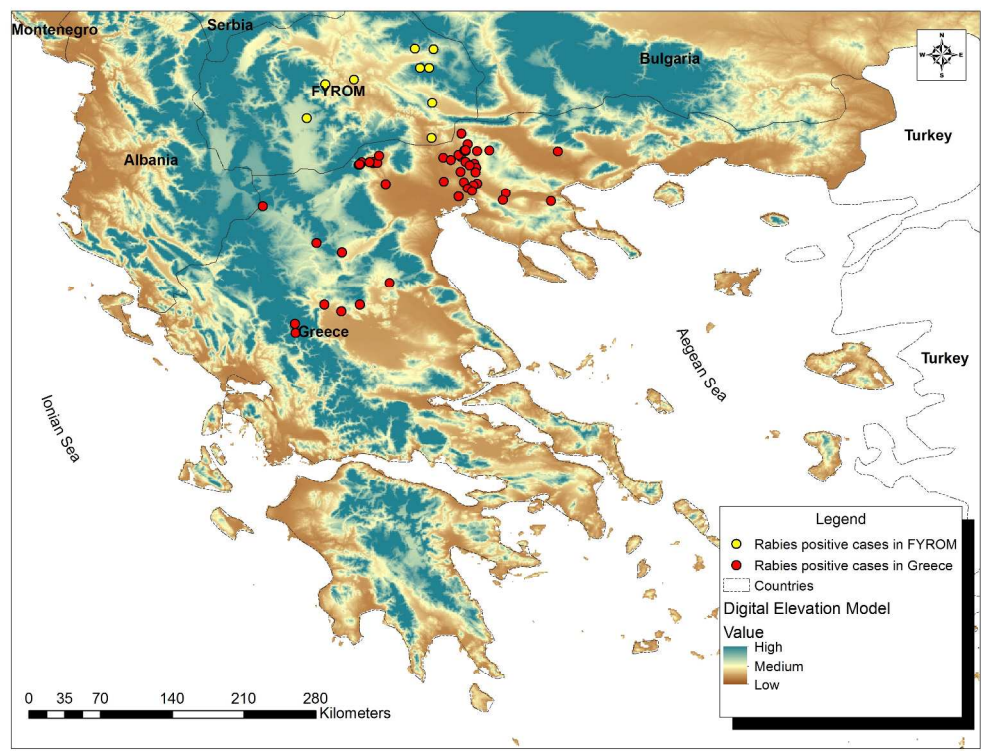 Montenegro
Serbia
Bulgaria
N
W E
S
FYROM
Turkey
Albania
Greece
Aegean Sea
Turkey
Ionian Sea
Legend
Rabies positive cases in FYROM
Rabies positive cases in Greece
Countries
Digital Elevation Model
Value
High
Medium
Low
0 35 70 140 210 280
Kilometers